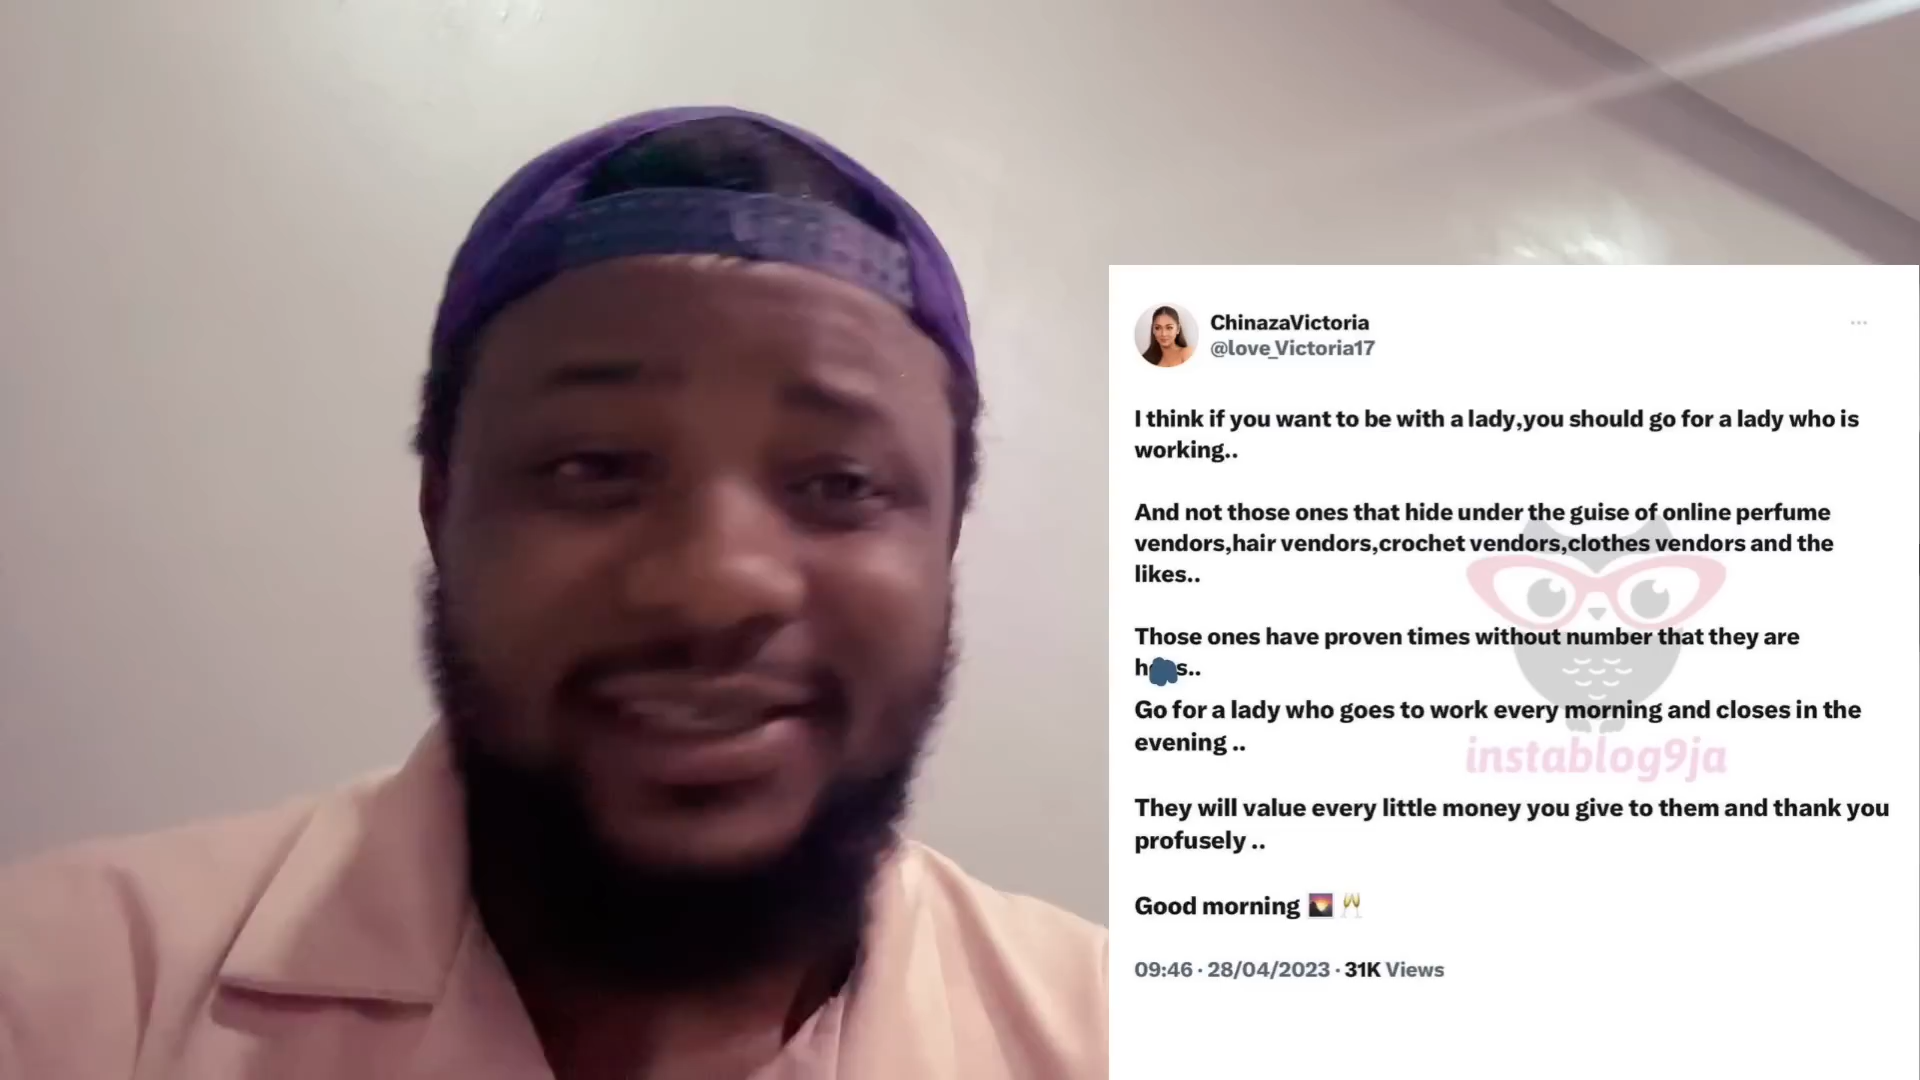 ChinazaVictoria
@love_Victoria17
I think if you want to be with a lady,you should go for a lady who is
working..
And not those ones that hide under the guise of online perfume
vendors,hair vendors,crochet vendors,clothes vendors and the
likes..
Those ones have proven times without number that they are
h s..
Go for a lady who goes to work every morning and closes in the
evening ..
They will value every little money you give to them and thank you
profusely ..
Good morning 🌄 🥂
09:46 · 28/04/2023 · 31K Views
instablog9ja